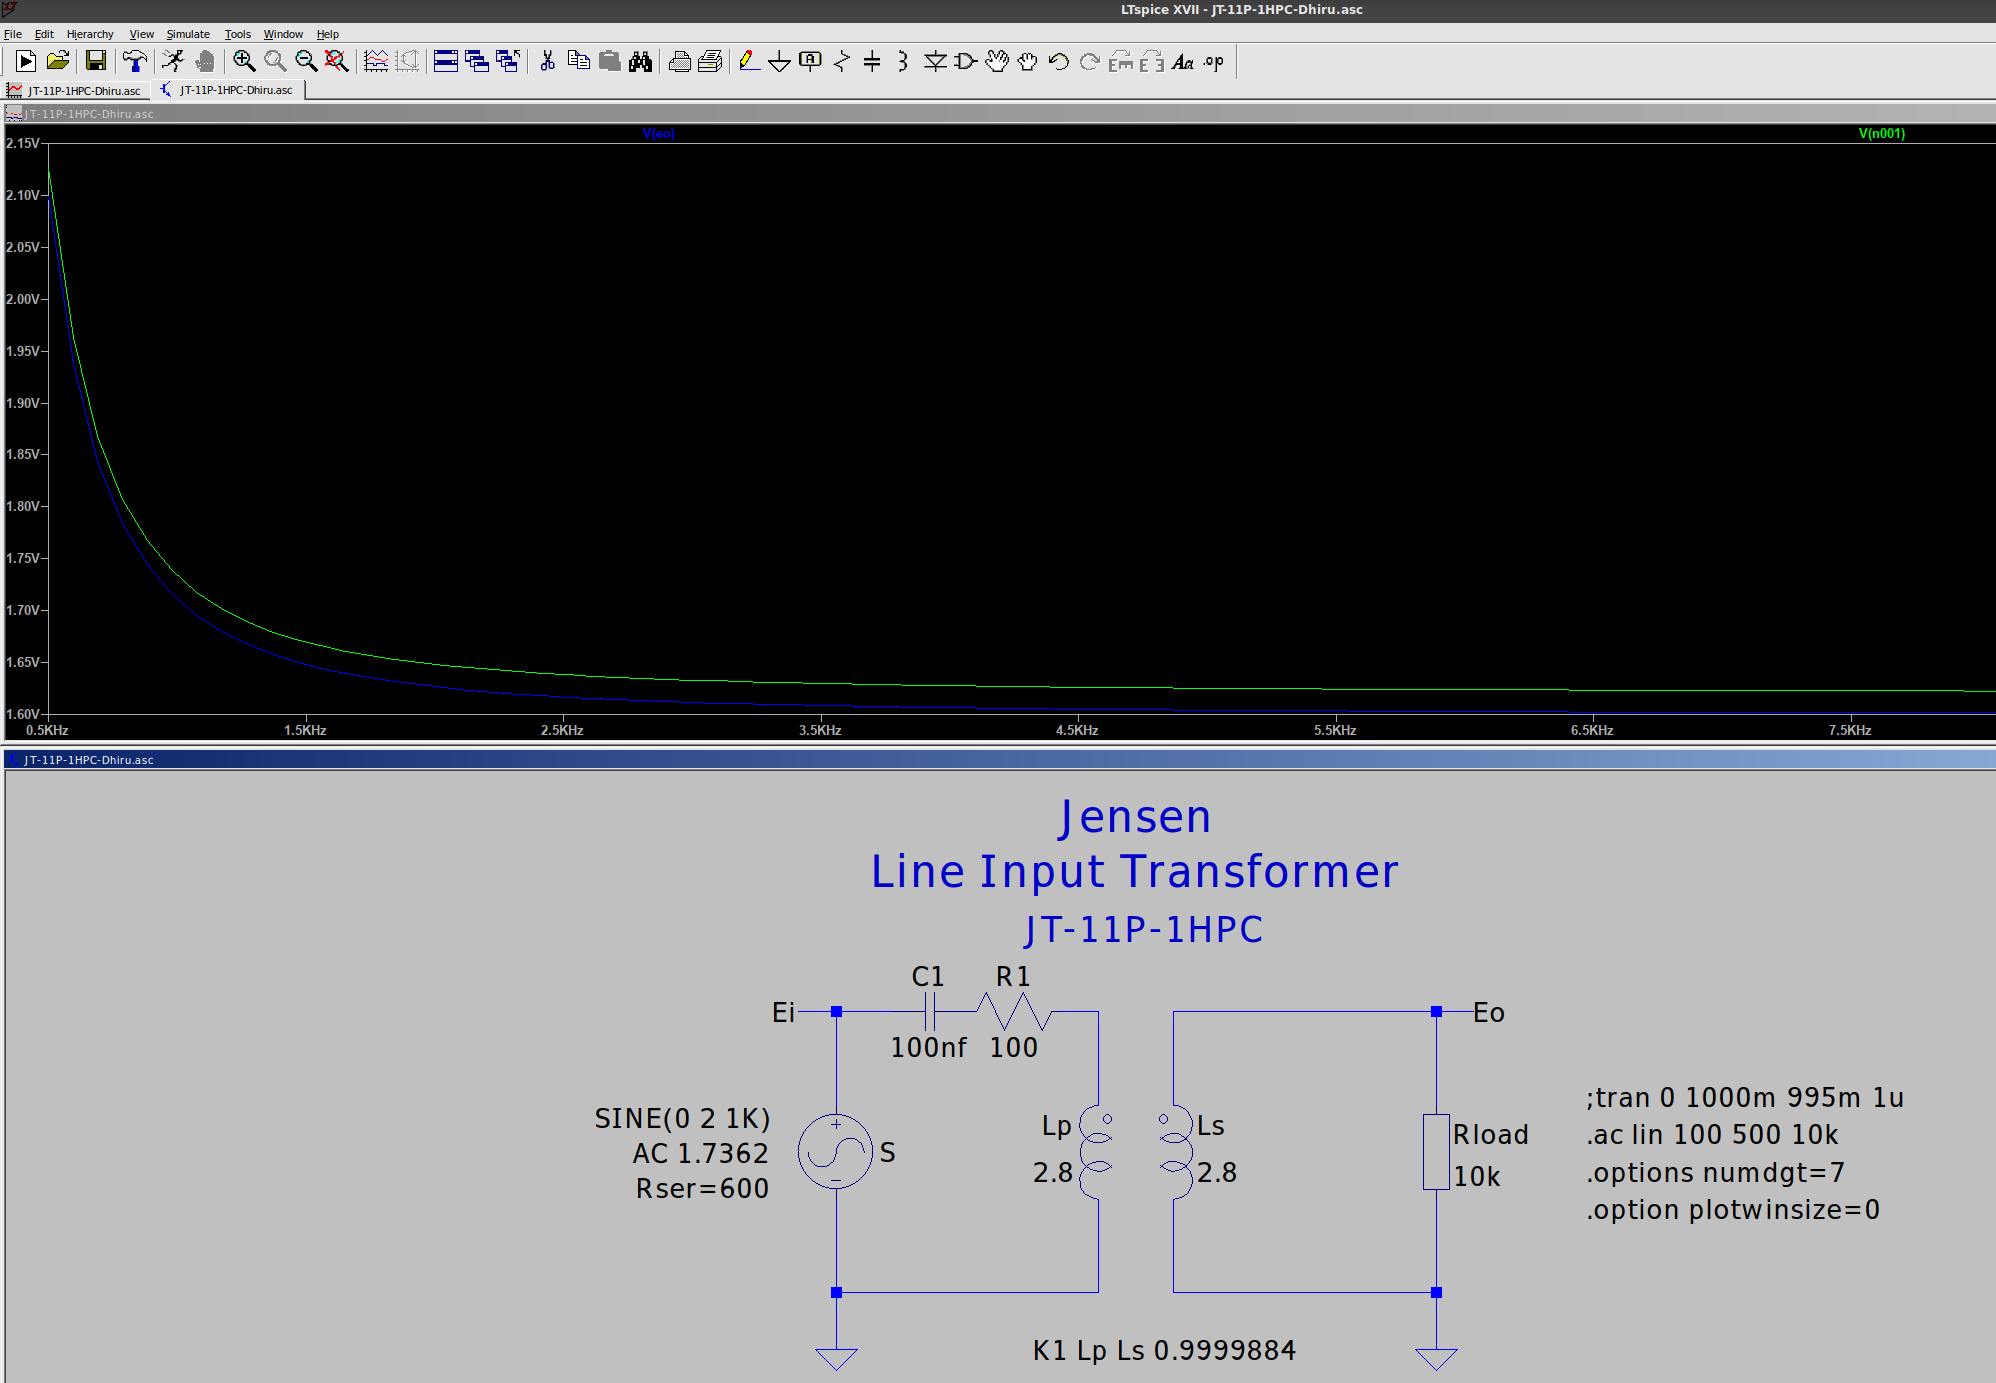 LTspice XVII - JT-11P-1HPC-Dhiru.asc
File Edit Hierarchy View Simulate Tools Window Help
A Aa .op
JT-11P-1HPC-Dhiru.asc JT-11P-1HPC-Dhiru.asc
JT-11P-1HPC-Dhiru.asc
V(eo) V(n001)
2.15V
2.10V
2.05V
2.00V
1.95V
1.90V
1.85V
1.80V
1.75V
1.70V
1.65V
1.60V
0.5KHz 1.5KHz 2.5KHz 3.5KHz 4.5KHz 5.5KHz 6.5KHz 7.5KHz
JT-11P-1HPC-Dhiru.asc
Jensen
Line Input Transformer
JT-11P-1HPC
C1 R1
Ei Eo
100nf 100
;tran 0 1000m 995m 1u
SINE(0 2 1K) Lp Ls Rload .ac lin 100 500 10k
AC 1.7362 S
Rser=600 2.8 2.8 10k .options numdgt=7
.option plotwinsize=0
K1 Lp Ls 0.9999884